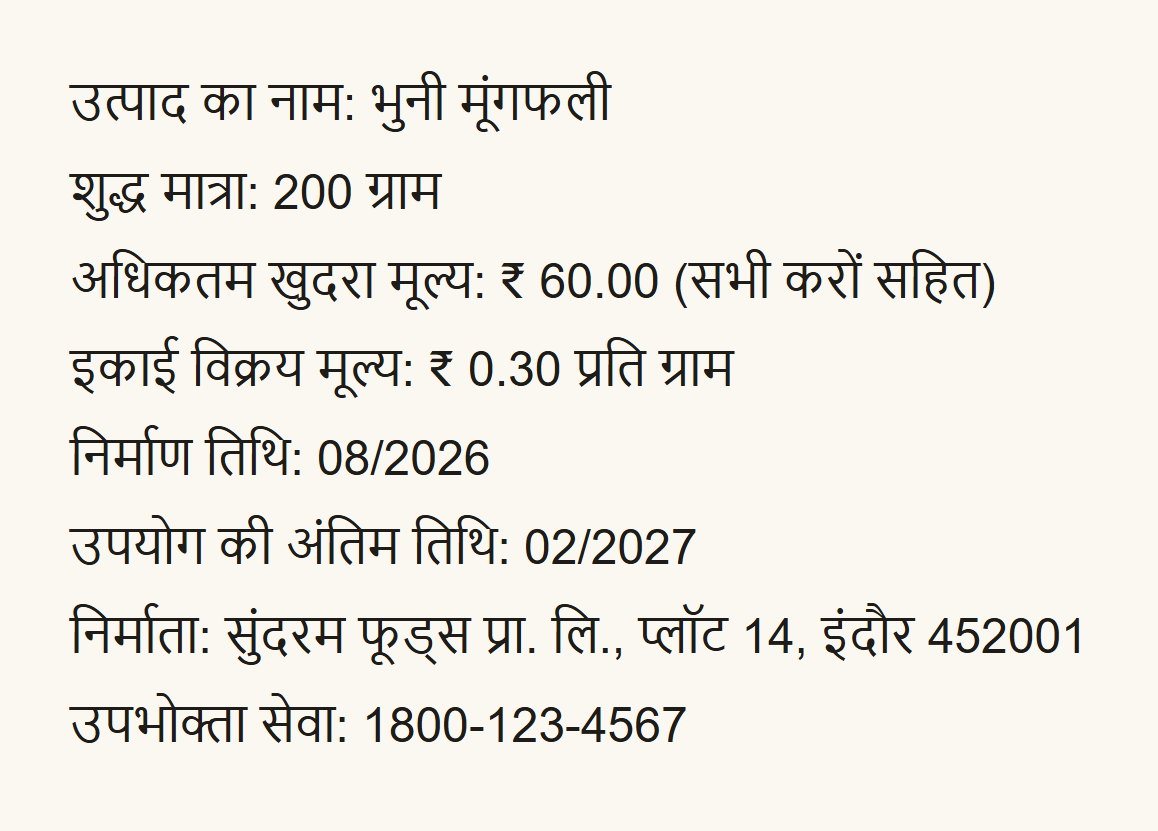 उत्पाद का नाम: भुनी मूंगफली
शुद्ध मात्रा: 200 ग्राम
अधिकतम खुदरा मूल्य: ₹ 60.00 (सभी करों सहित)
इकाई विक्रय मूल्य: ₹ 0.30 प्रति ग्राम
निर्माण तिथि: 08/2026
उपयोग की अंतिम तिथि: 02/2027
निर्माता: सुंदरम फूड्स प्रा. लि., प्लॉट 14, इंदौर 452001
उपभोक्ता सेवा: 1800-123-4567